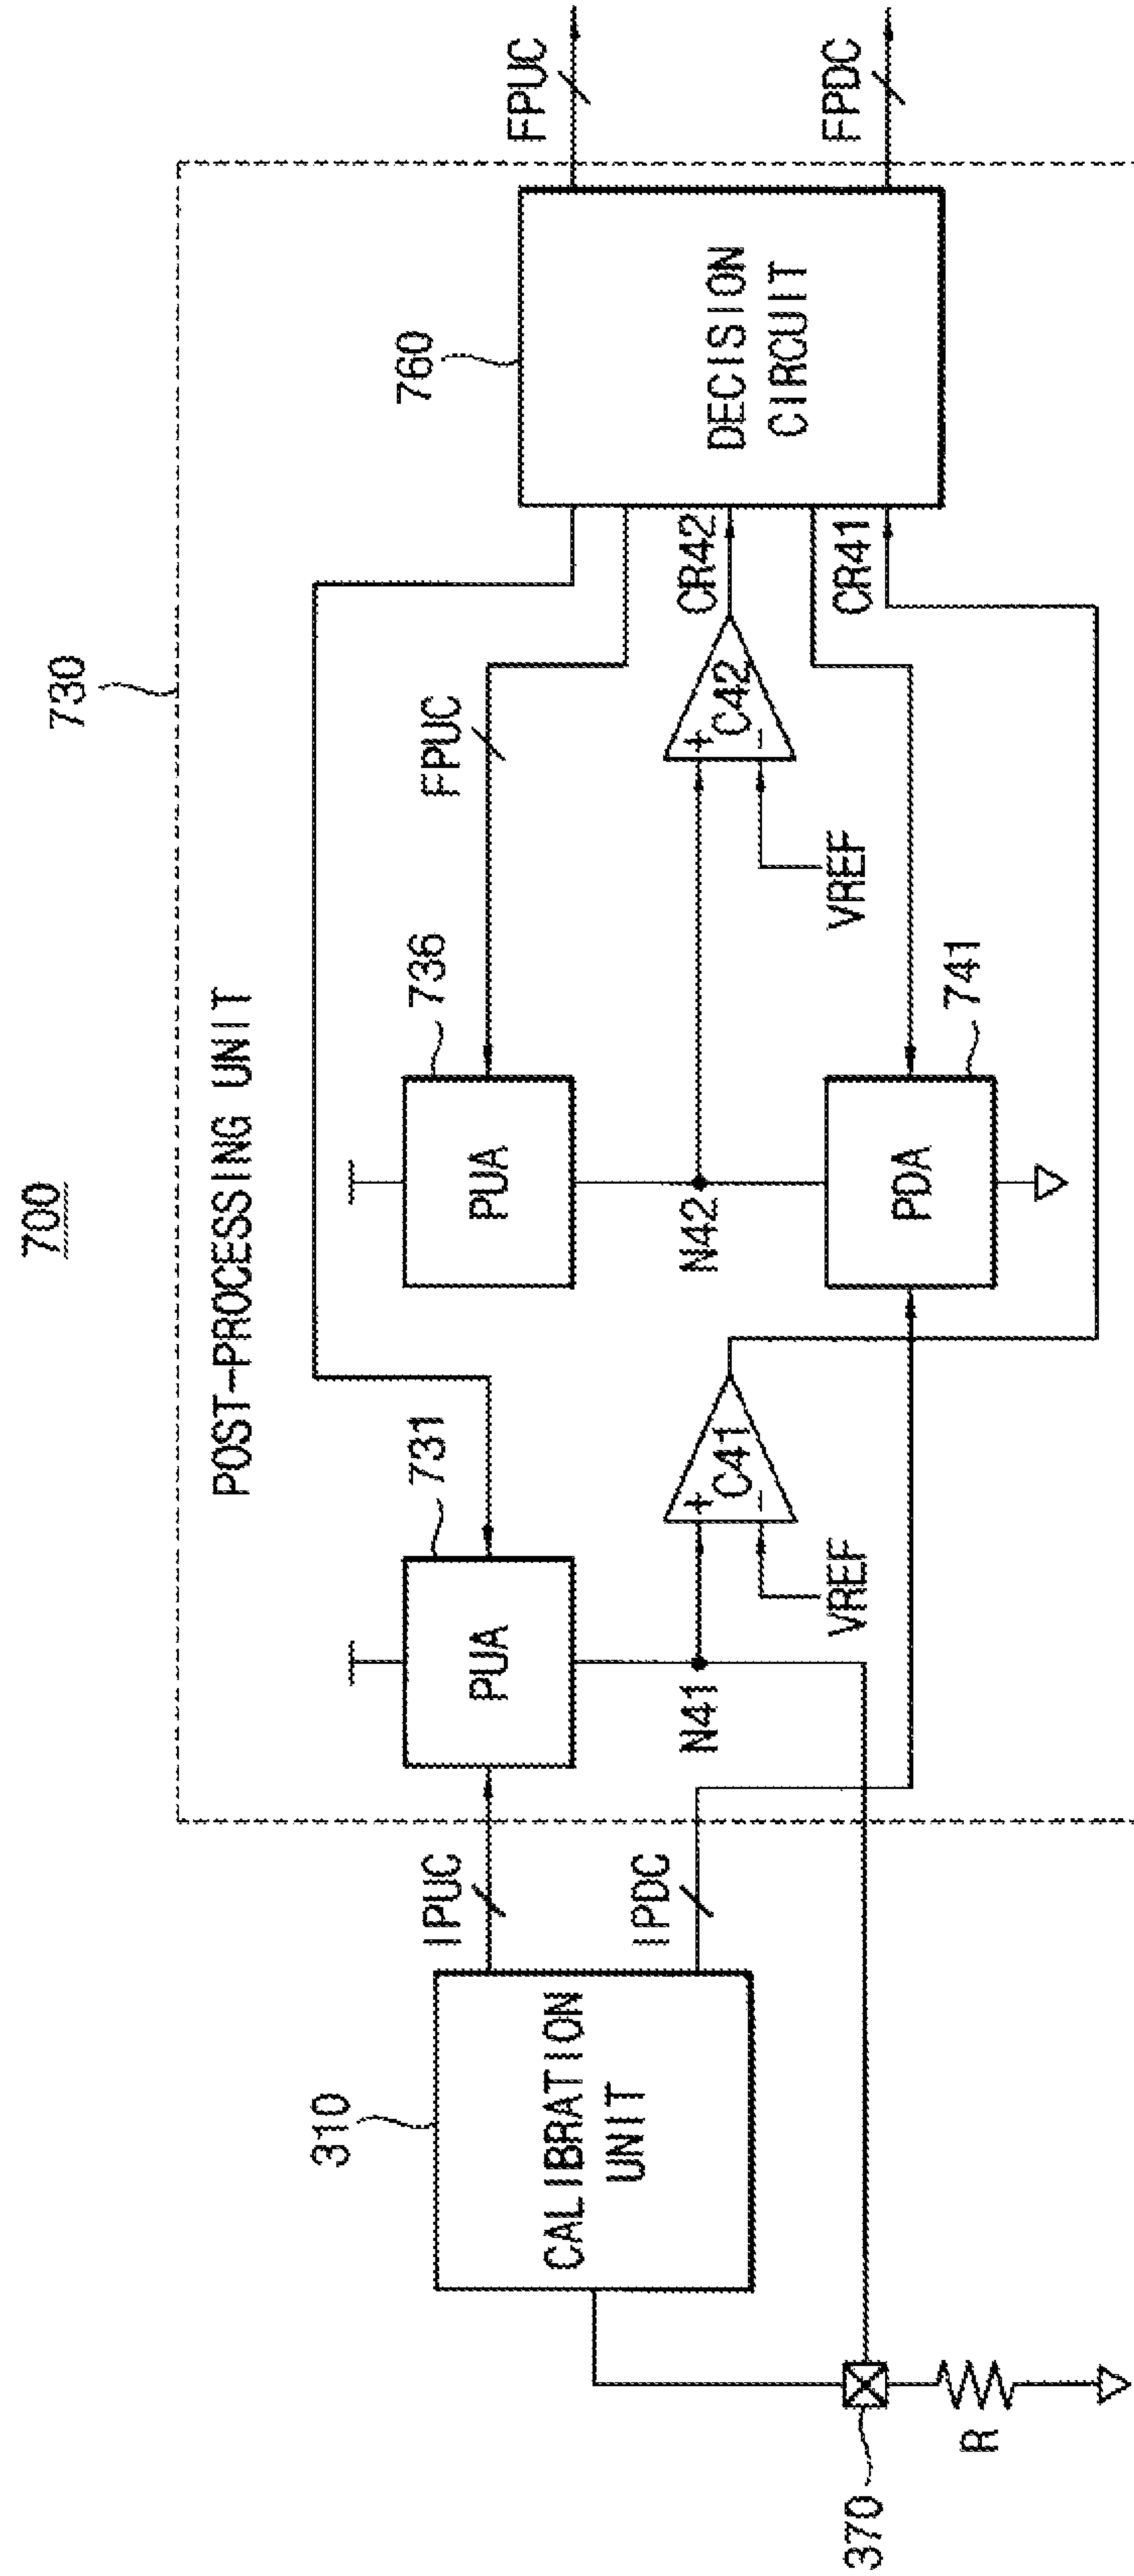 700
730
POST-PROCESSING UNIT
310
CALIBRATION
UNIT
IPUC
IPDC
370
R
731
PUA
N41
C41
+
-
VREF
736
PUA
FPUC
N42
C42
+
-
VREF
741
PDA
CR42
CR41
760
DECISION
CIRCUIT
FPUC
FPDC